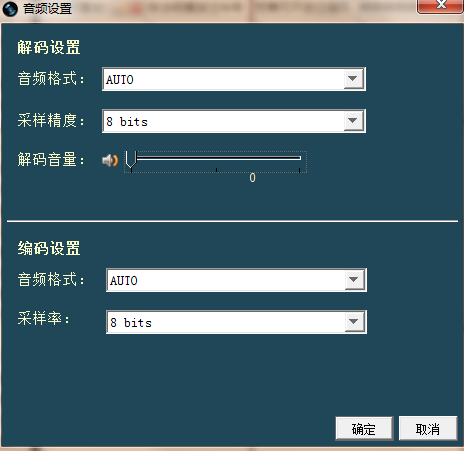 音频设置
解码设置
音频格式： AUTO
采样精度： 8 bits
解码音量：
0
编码设置
音频格式： AUTO
采样率： 8 bits
确定 取消